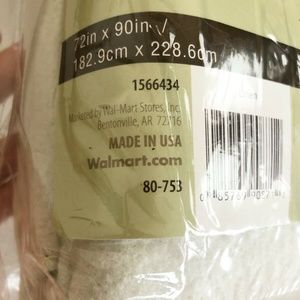 72in x 90in /
182.9cm x 228.6cm
1566434
Marketed by Wal-Mart Stores, Inc.
Bentonville, AR 72716
MADE IN USA
Walmart.com
80-753